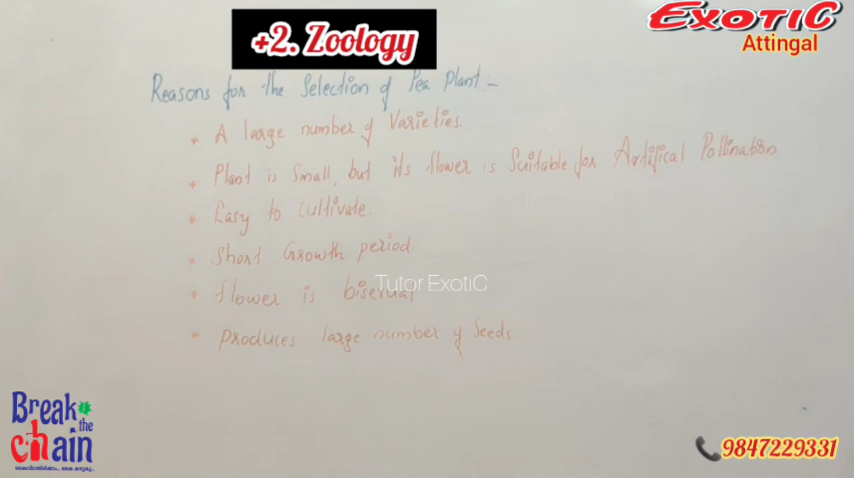 +2. Zoology
EXOTIC
Attingal
Reasons for the Selection of Pea Plant:-
* A large number of Varieties.
* Plant is Small, but its flower is Suitable for Artifical Pollination.
* Easy to Cultivate.
* Short Growth period.
* flower is bisexual
Tutor ExotiC
* Produces large number of Seeds.
Break
the
chain
9847229331